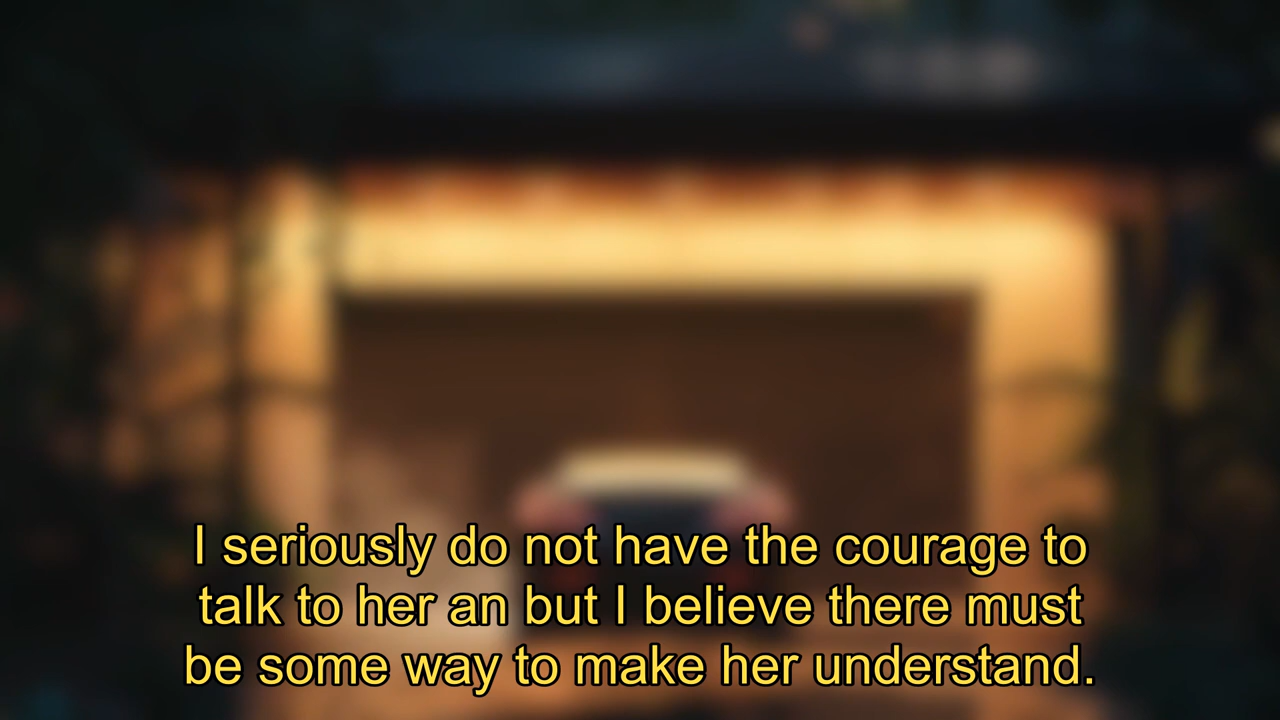 I seriously do not have the courage to
talk to her an but I believe there must
be some way to make her understand.